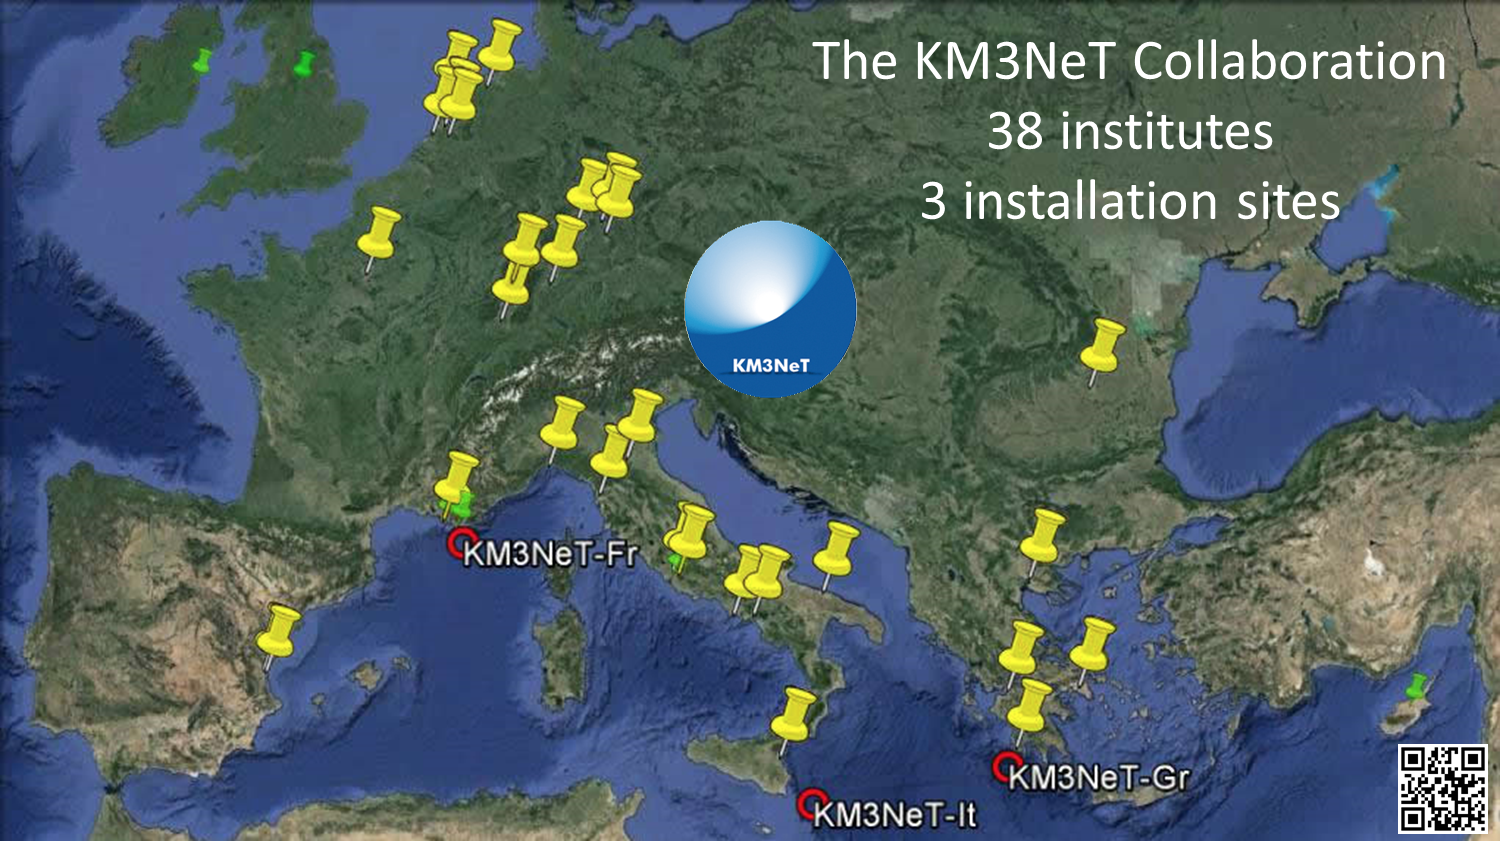 The KM3NeT Collaboration
38 institutes
3 installation sites
KM3NeT
KM3NeT-Fr
KM3NeT-Gr
KM3NeT-It